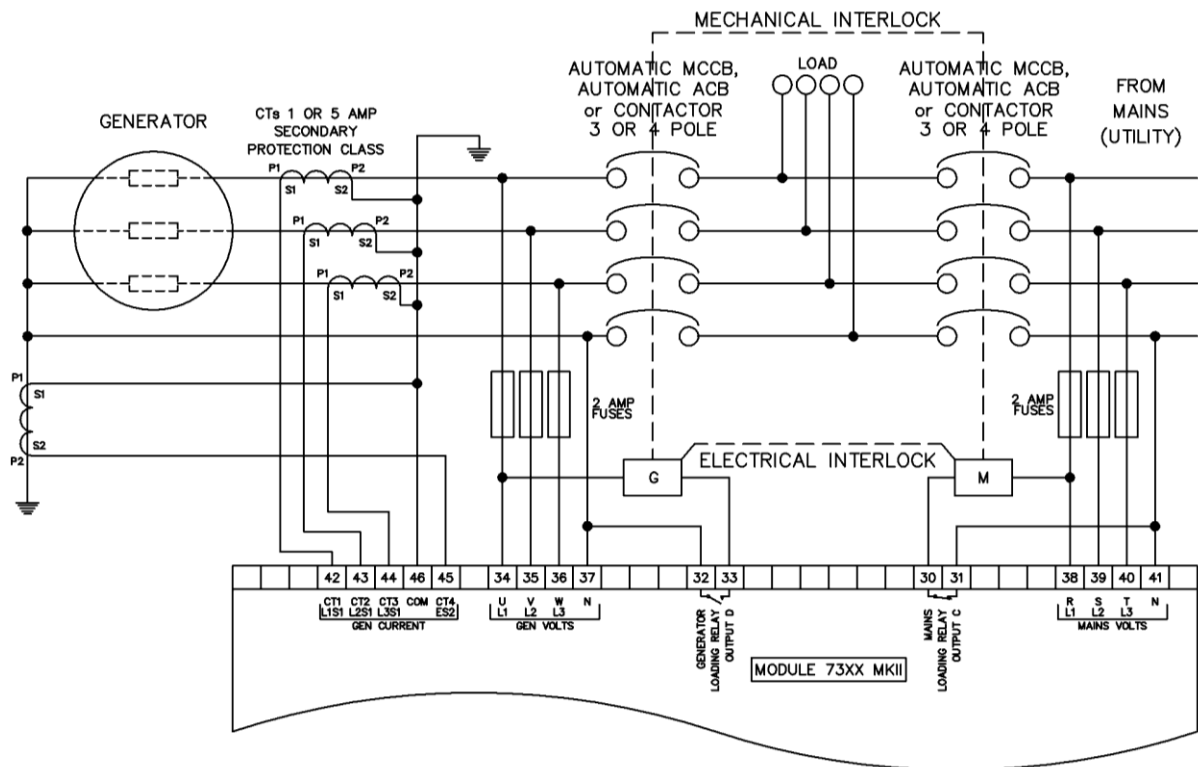 MECHANICAL INTERLOCK
AUTOMATIC MCCB,
AUTOMATIC ACB
or CONTACTOR
3 OR 4 POLE
LOAD
AUTOMATIC MCCB,
AUTOMATIC ACB
or CONTACTOR
3 OR 4 POLE
FROM
MAINS
(UTILITY)
GENERATOR
CTs 1 OR 5 AMP
SECONDARY
PROTECTION CLASS
P1 P2
S1 S2
P1 P2
S1 S2
P1 P2
S1 S2
P1
S1
S2
P2
2 AMP
FUSES
2 AMP
FUSES
ELECTRICAL INTERLOCK
G
M
42 43 44 46 45 34 35 36 37 32 33 30 31 38 39 40 41
CT1 CT2 CT3 COM CT4
L1S1 L2S1 L3S1 ES2
GEN CURRENT
U V W N
L1 L2 L3
GEN VOLTS
GENERATOR
LOADING RELAY
OUTPUT D
MAINS
LOADING RELAY
OUTPUT C
R S T N
L1 L2 L3
MAINS VOLTS
MODULE 73XX MKII